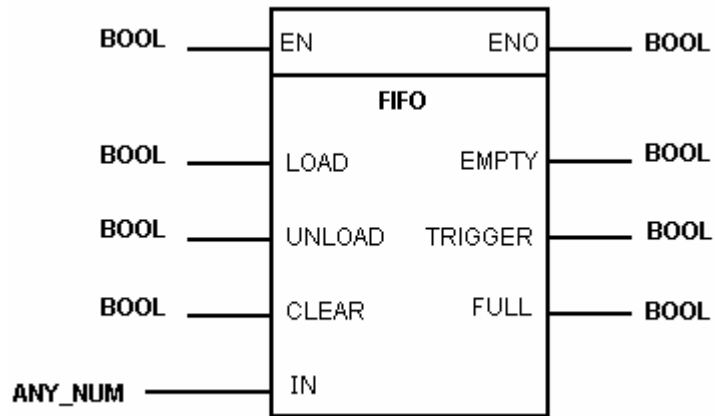 BOOL EN ENO BOOL
FIFO
BOOL LOAD EMPTY BOOL
BOOL UNLOAD TRIGGER BOOL
BOOL CLEAR FULL BOOL
ANY_NUM IN